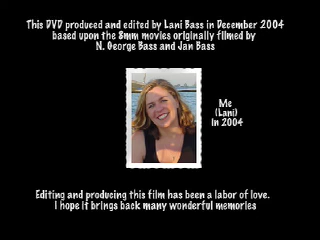 This DVD produced and edited by Lani Bass in December 2004
based upon the 8mm movies originally filmed by
N. George Bass and Jan Bass
Me
(Lani)
in 2004
Editing and producing this film has been a labor of love.
I hope it brings back many wonderful memories